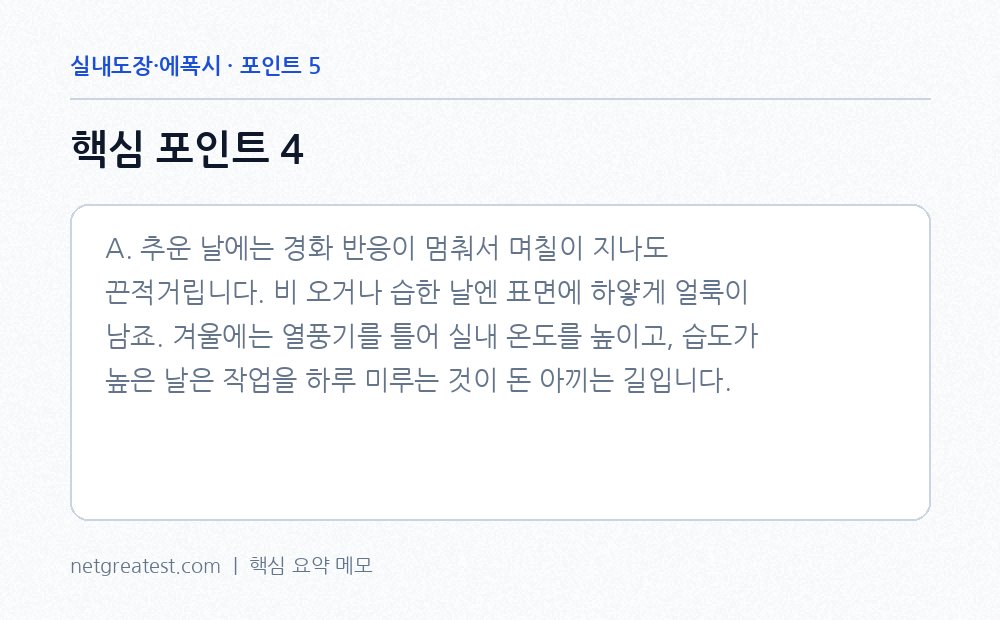 실내도장·에폭시 · 포인트 5
핵심 포인트 4
A. 추운 날에는 경화 반응이 멈춰서 며칠이 지나도
끈적거립니다. 비 오거나 습한 날엔 표면에 하얗게 얼룩이
남죠. 겨울에는 열풍기를 틀어 실내 온도를 높이고, 습도가
높은 날은 작업을 하루 미루는 것이 돈 아끼는 길입니다.
netgreatest.com | 핵심 요약 메모